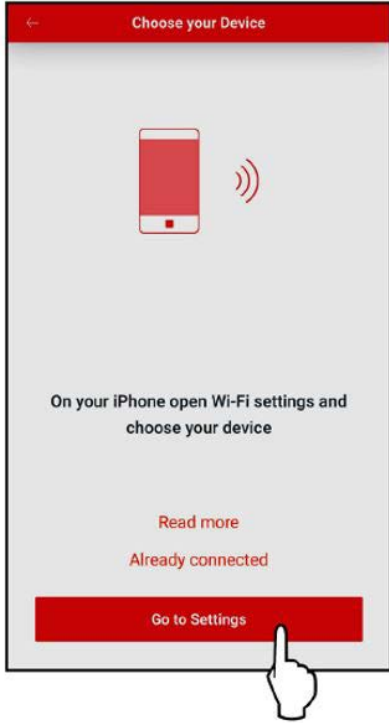 Choose your Device
On your iPhone open Wi-Fi settings and
choose your device
Read more
Already connected
Go to Settings